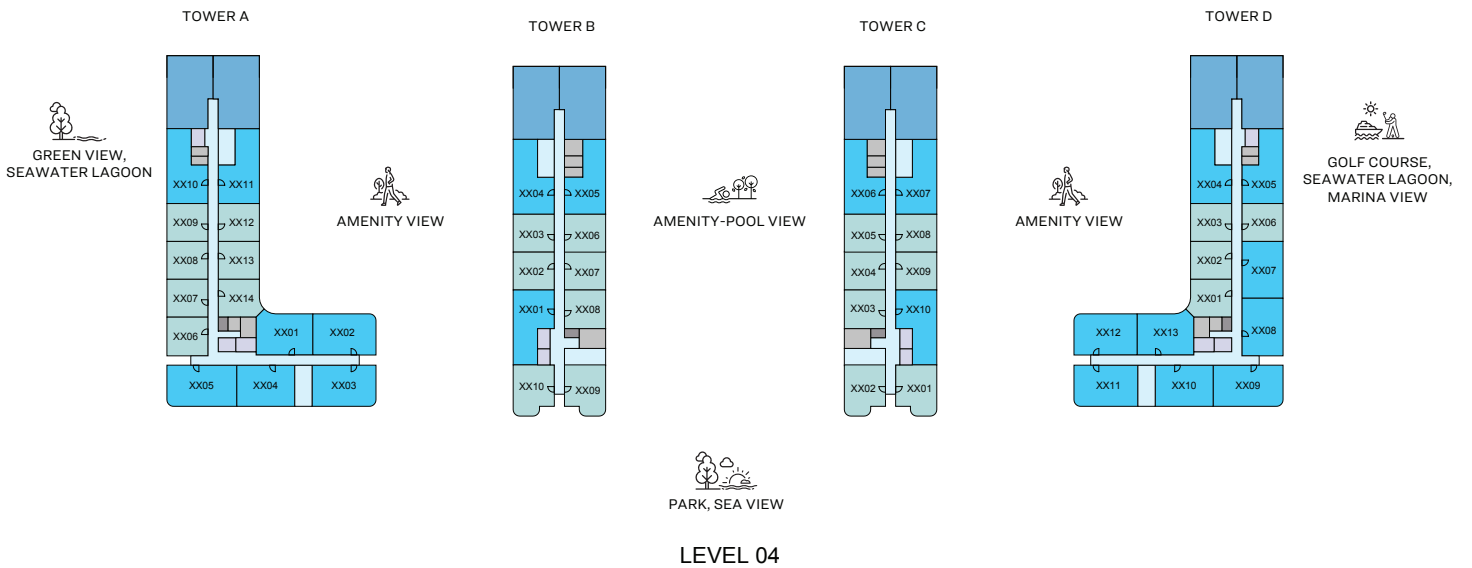 TOWER A
TOWER B
TOWER C
TOWER D
GREEN VIEW,
SEAWATER LAGOON
AMENITY VIEW
AMENITY-POOL VIEW
AMENITY VIEW
GOLF COURSE,
SEAWATER LAGOON,
MARINA VIEW
XX10 XX11
XX09 XX12
XX08 XX13
XX07 XX14
XX06 XX01 XX02
XX05 XX04 XX03
XX04 XX05
XX03 XX06
XX02 XX07
XX01 XX08
XX10 XX09
XX06 XX07
XX05 XX08
XX04 XX09
XX03 XX10
XX02 XX01
XX04 XX05
XX03 XX06
XX02 XX07
XX01
XX12 XX13 XX08
XX11 XX10 XX09
PARK, SEA VIEW
LEVEL 04